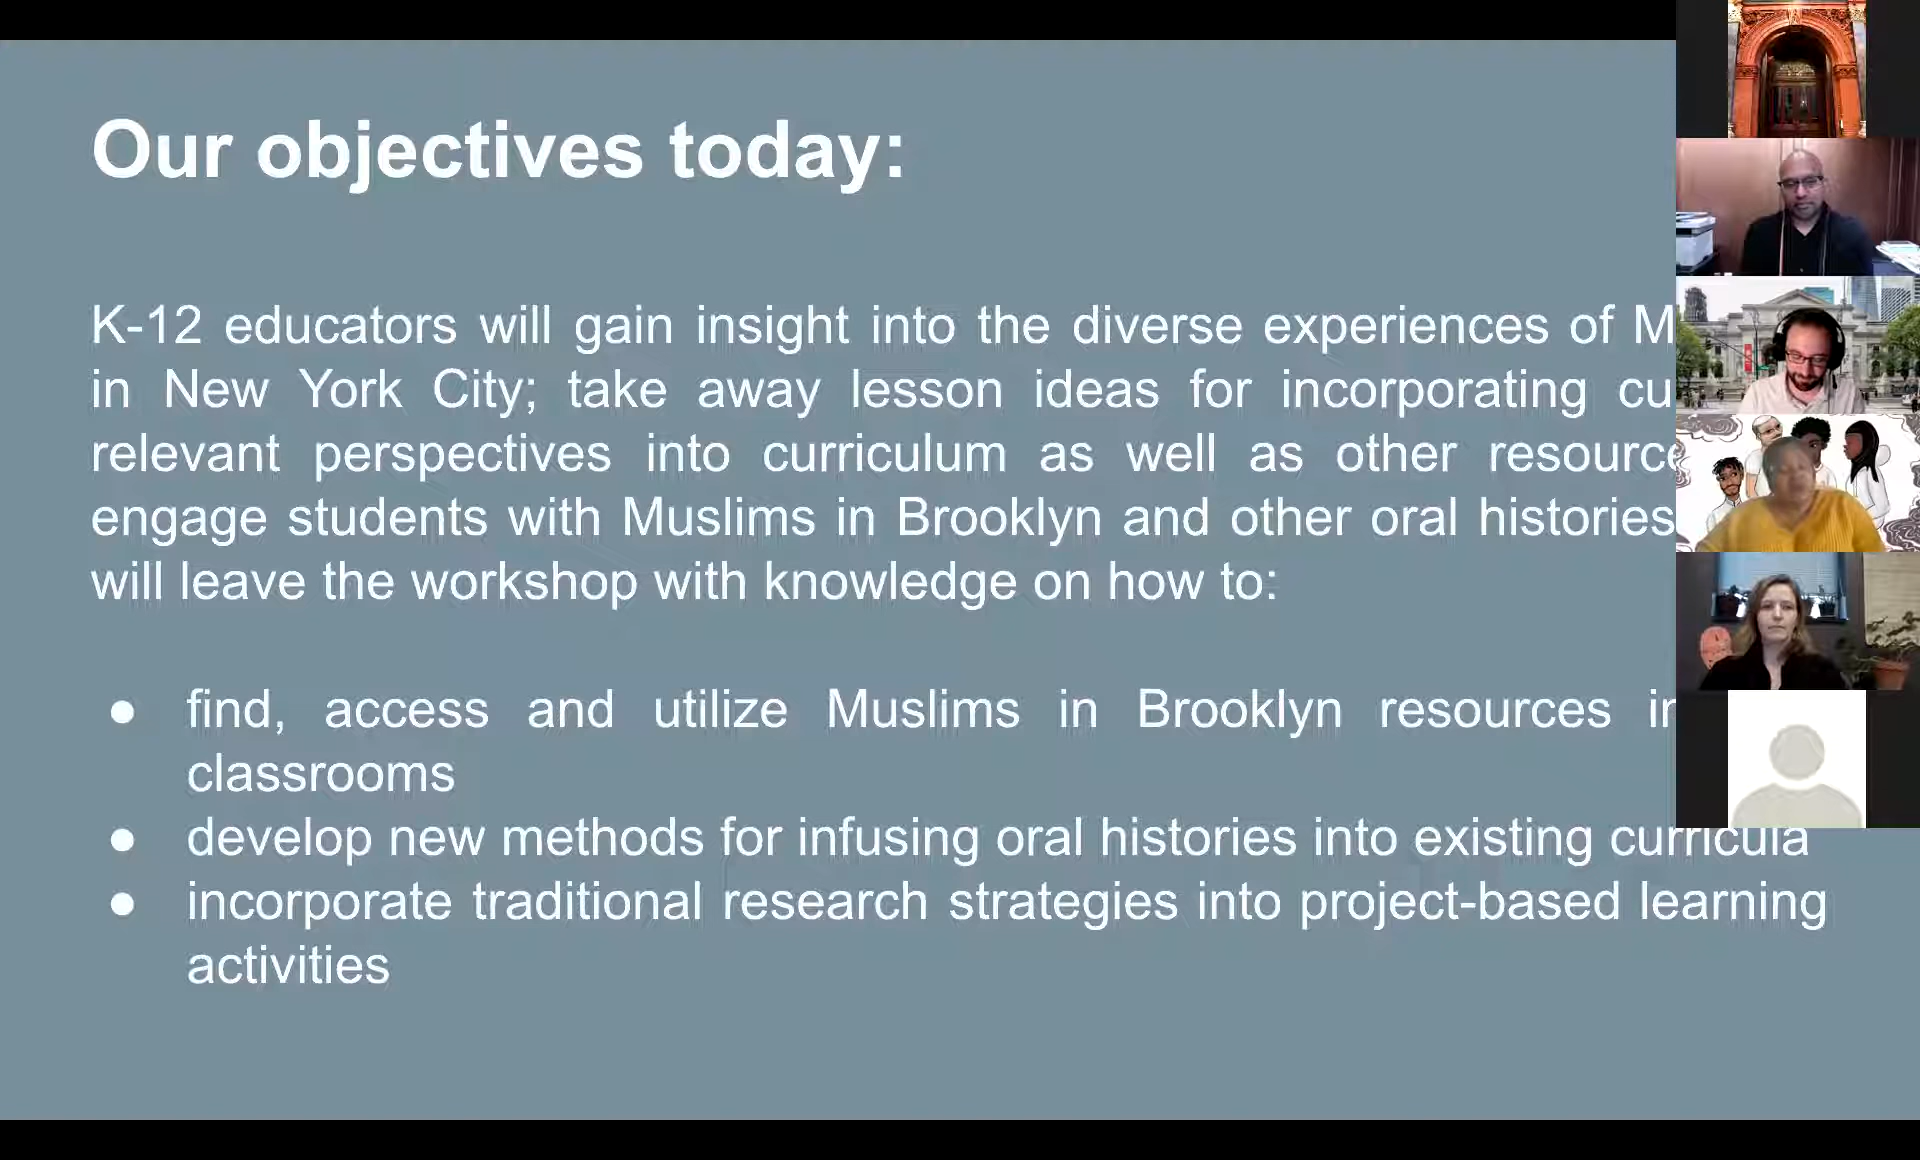 Our objectives today:
K-12 educators will gain insight into the diverse experiences of
in New York City; take away lesson ideas for incorporating
relevant perspectives into curriculum as well as other
engage students with Muslims in Brooklyn and other oral histories
will leave the workshop with knowledge on how to:
● find, access and utilize Muslims in Brooklyn resources
classrooms
● develop new methods for infusing oral histories into existing curricula
● incorporate traditional research strategies into project-based learning
activities